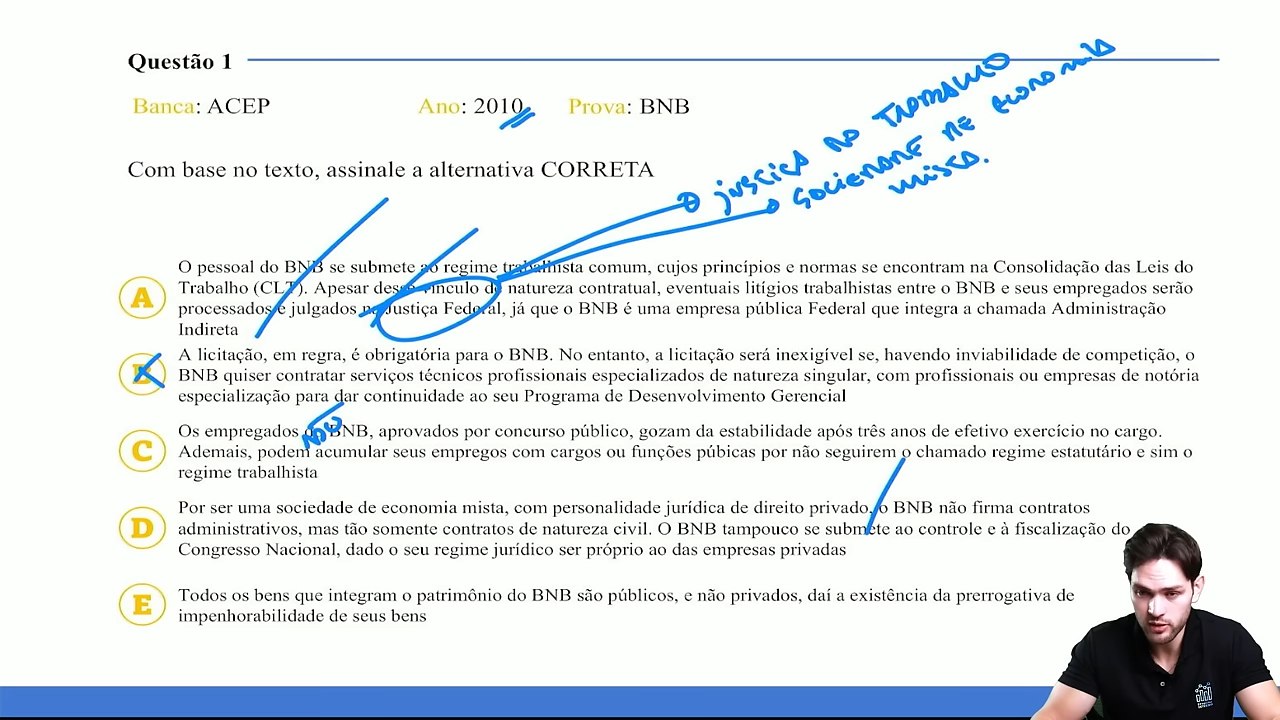 Questão 1
Banca: ACEP Ano: 2010 Prova: BNB
JUSTIÇA DO TRABALHO
SOCIEDADE DE ECONOMIA
MISTA.
Com base no texto, assinale a alternativa CORRETA
A
O pessoal do BNB se submete ao regime trabalhista comum, cujos princípios e normas se encontram na Consolidação das Leis do
Trabalho (CLT). Apesar desse vínculo de natureza contratual, eventuais litígios trabalhistas entre o BNB e seus empregados serão
processados e julgados na Justiça Federal, já que o BNB é uma empresa pública Federal que integra a chamada Administração
Indireta
B
A licitação, em regra, é obrigatória para o BNB. No entanto, a licitação será inexigível se, havendo inviabilidade de competição, o
BNB quiser contratar serviços técnicos profissionais especializados de natureza singular, com profissionais ou empresas de notória
especialização para dar continuidade ao seu Programa de Desenvolvimento Gerencial
NÃO
C
Os empregados do BNB, aprovados por concurso público, gozam da estabilidade após três anos de efetivo exercício no cargo.
Ademais, podem acumular seus empregos com cargos ou funções púbicas por não seguirem o chamado regime estatutário e sim o
regime trabalhista
D
Por ser uma sociedade de economia mista, com personalidade jurídica de direito privado, o BNB não firma contratos
administrativos, mas tão somente contratos de natureza civil. O BNB tampouco se submete ao controle e à fiscalização do
Congresso Nacional, dado o seu regime jurídico ser próprio ao das empresas privadas
E
Todos os bens que integram o patrimônio do BNB são públicos, e não privados, daí a existência da prerrogativa de
impenhorabilidade de seus bens